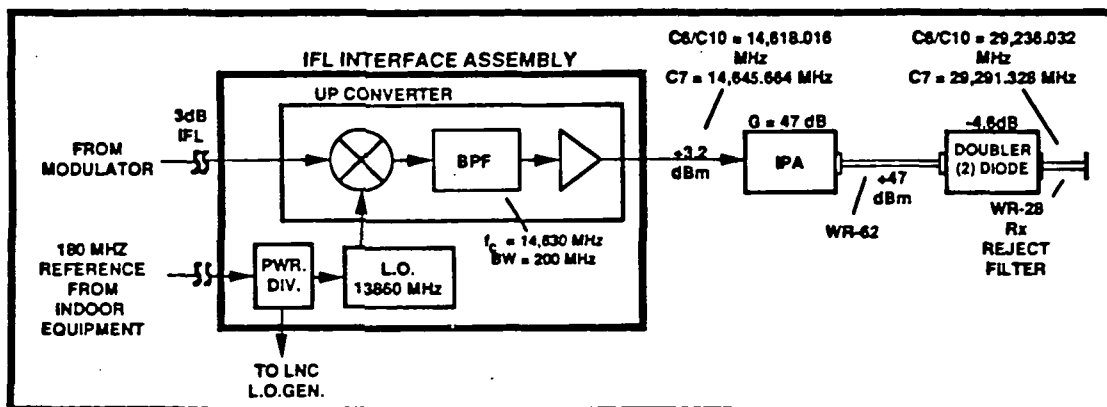 C6/C10 = 14,618.016
MHz
C7 = 14,645.664 MHz
C6/C10 = 29,236.032
MHz
C7 = 29,291.328 MHz
IFL INTERFACE ASSEMBLY
UP CONVERTER
3dB
IFL
FROM
MODULATOR
BPF
+3.2
dBm
G = 47 dB
IPA
+47
dBm
WR-62
-4.6dB
DOUBLER
(2) DIODE
WR-28
Rx
REJECT
FILTER
fc = 14,630 MHz
BW = 200 MHz
180 MHZ
REFERENCE
FROM
INDOOR
EQUIPMENT
PWR.
DIV.
L.O.
13860 MHz
TO LNC
L.O.GEN.